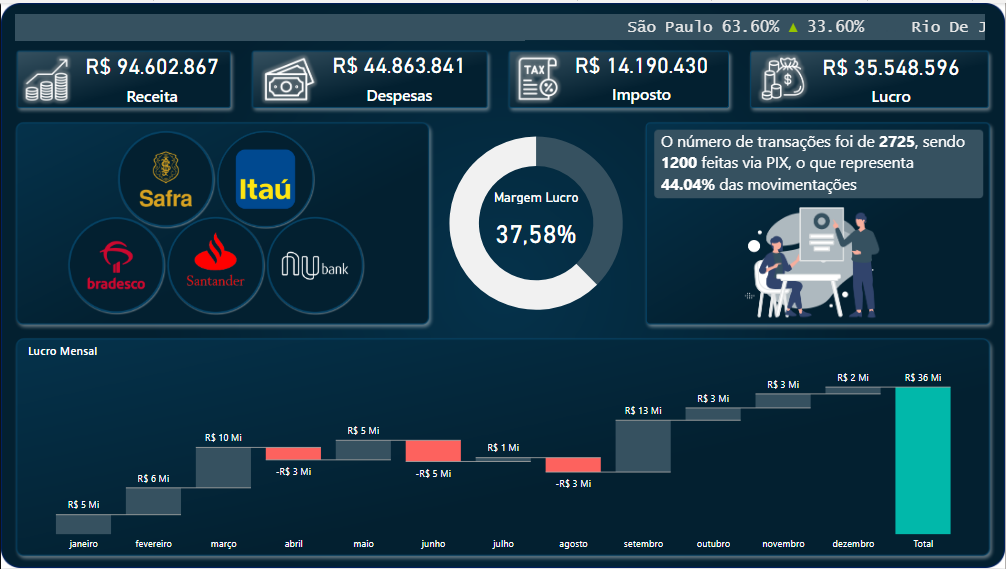 São Paulo 63.60% ▲ 33.60% Rio De J
R$ 94.602.867
Receita
R$ 44.863.841
Despesas
TAX
R$ 14.190.430
Imposto
$
R$ 35.548.596
Lucro
Safra
Itaú
bradesco
Santander
NU bank
Margem Lucro
37,58%
O número de transações foi de 2725, sendo
1200 feitas via PIX, o que representa
44.04% das movimentações
Lucro Mensal
R$ 5 Mi
R$ 6 Mi
R$ 10 Mi
-R$ 3 Mi
R$ 5 Mi
-R$ 5 Mi
R$ 1 Mi
-R$ 3 Mi
R$ 13 Mi
R$ 3 Mi
R$ 3 Mi
R$ 2 Mi
R$ 36 Mi
janeiro fevereiro março abril maio junho julho agosto setembro outubro novembro dezembro Total